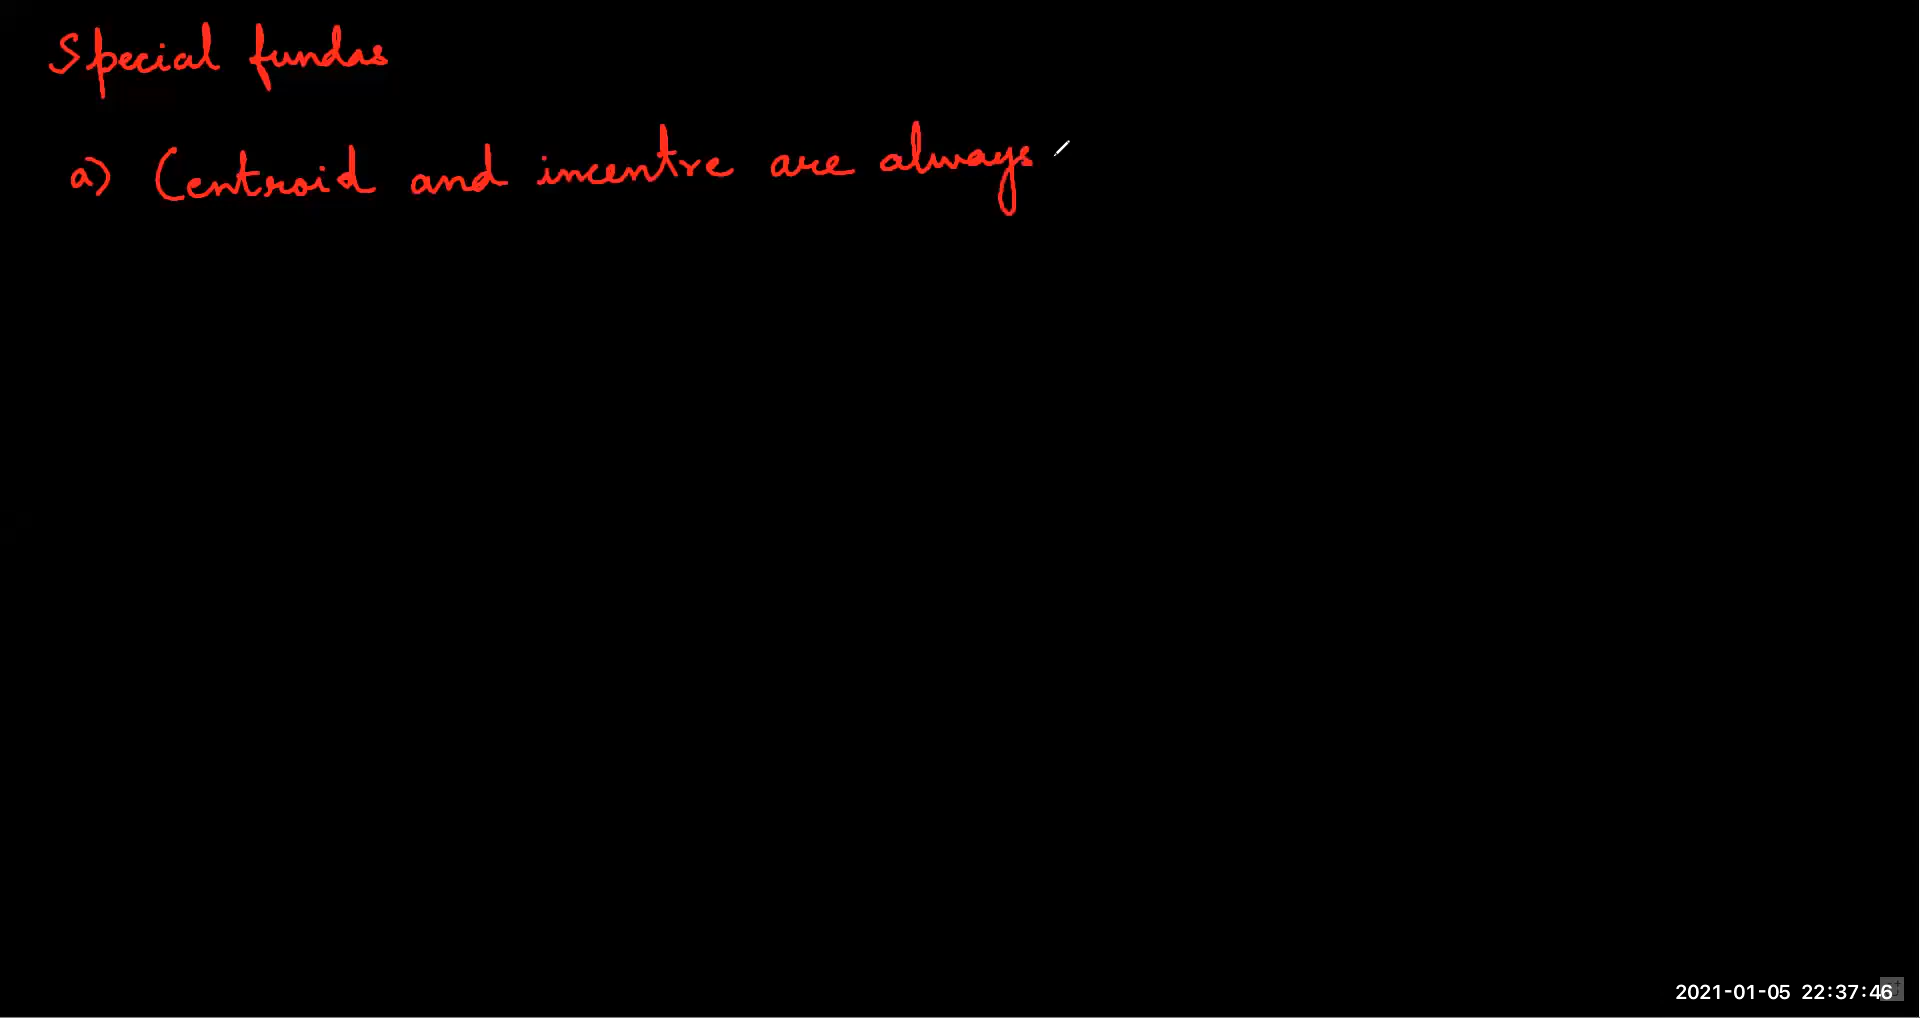 Special fundas
a) Centroid and incentre are always
2021-01-05 22:37:46